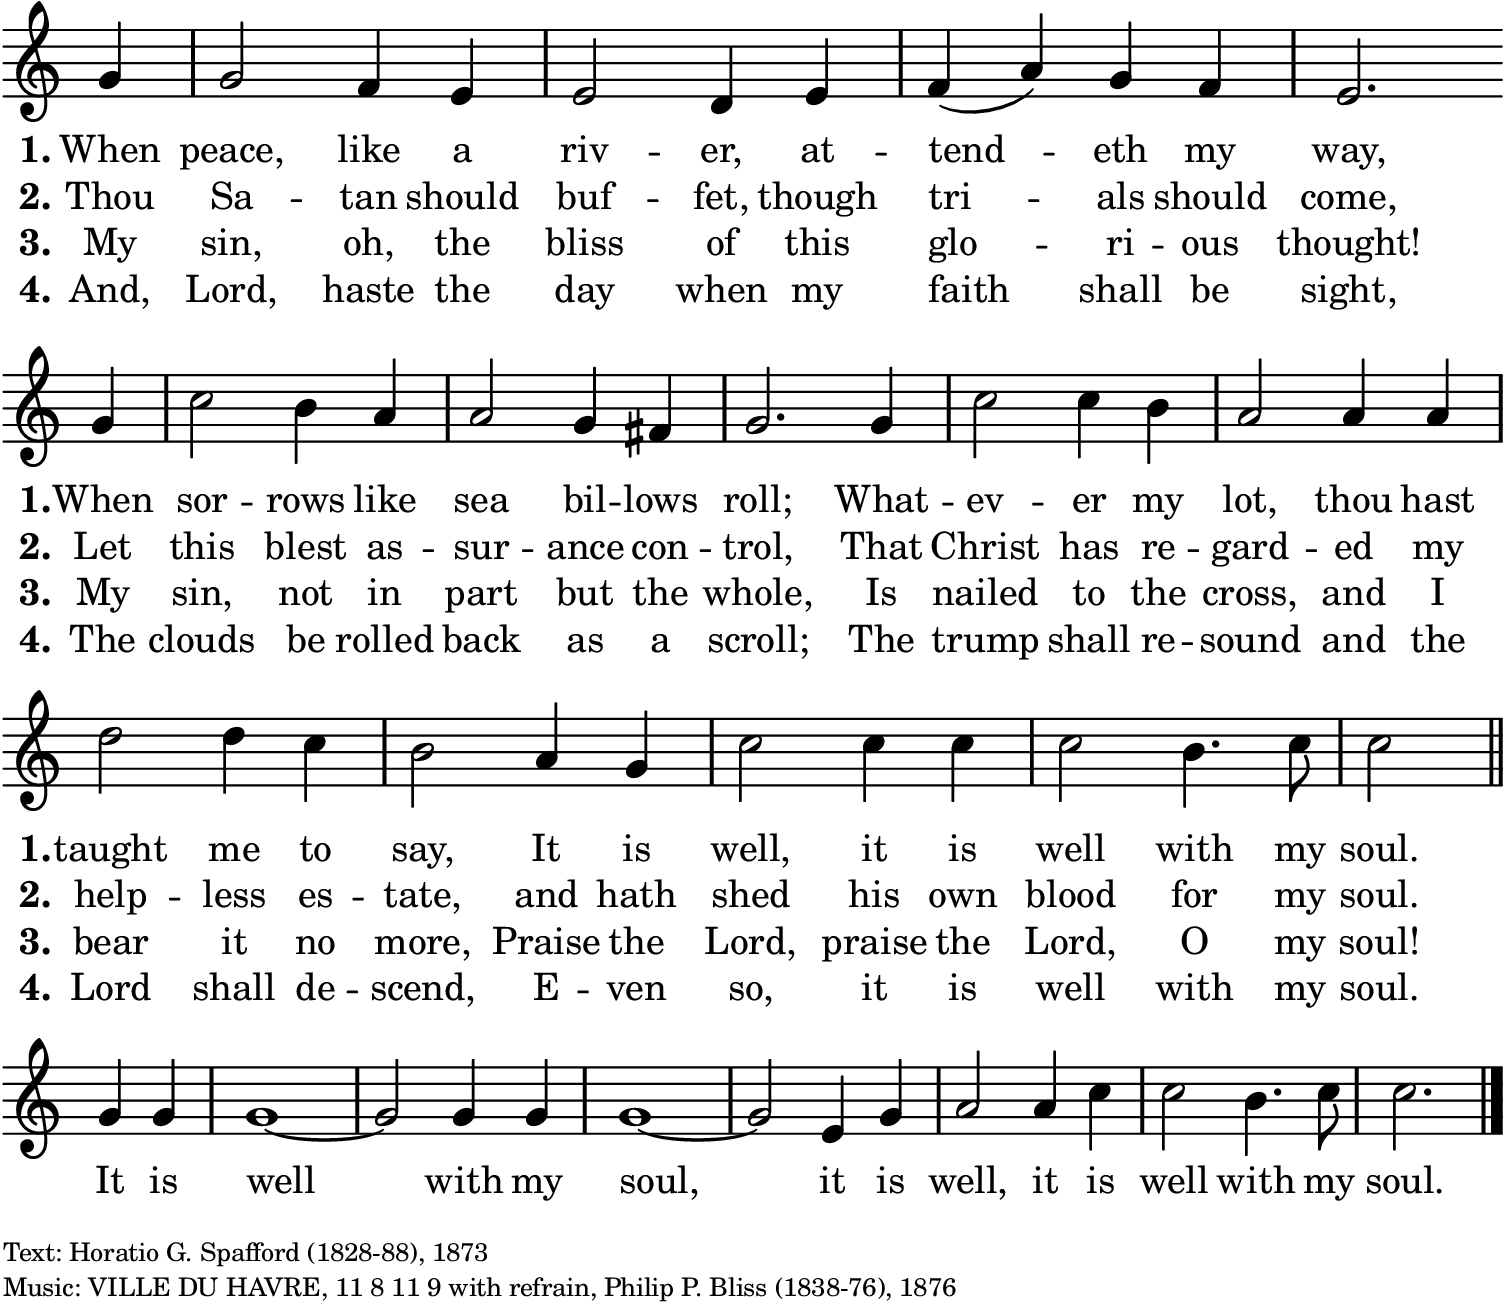 1. When peace, like a riv - er, at - tend - eth my way,
2. Thou Sa - tan should buf - fet, though tri - als should come,
3. My sin, oh, the bliss of this glo - ri - ous thought!
4. And, Lord, haste the day when my faith shall be sight,
1. When sor - rows like sea bil - lows roll; What - ev - er my lot, thou hast
2. Let this blest as - sur - ance con - trol, That Christ has re - gard - ed my
3. My sin, not in part but the whole, Is nailed to the cross, and I
4. The clouds be rolled back as a scroll; The trump shall re - sound and the
1. taught me to say, It is well, it is well with my soul.
2. help - less es - tate, and hath shed his own blood for my soul.
3. bear it no more, Praise the Lord, praise the Lord, O my soul!
4. Lord shall de - scend, E - ven so, it is well with my soul.
It is well with my soul, it is well, it is well with my soul.
Text: Horatio G. Spafford (1828-88), 1873
Music: VILLE DU HAVRE, 11 8 11 9 with refrain, Philip P. Bliss (1838-76), 1876